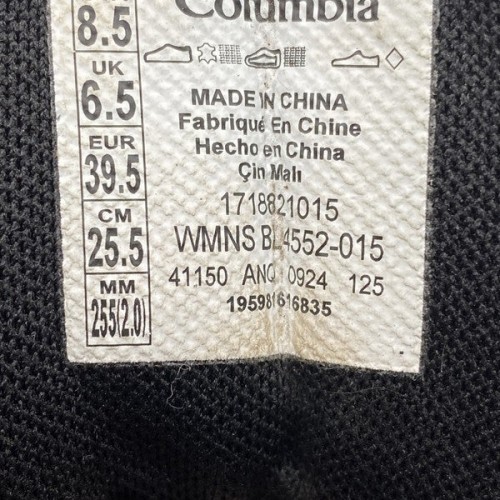 Columbia
8.5
UK
6.5
EUR
39.5
CM
25.5
MM
255(2.0)
MADE IN CHINA
Fabriqué En Chine
Hecho en China
Çin Malı
1718821015
WMNS BL4552-015
41150 ANQ 0924 125